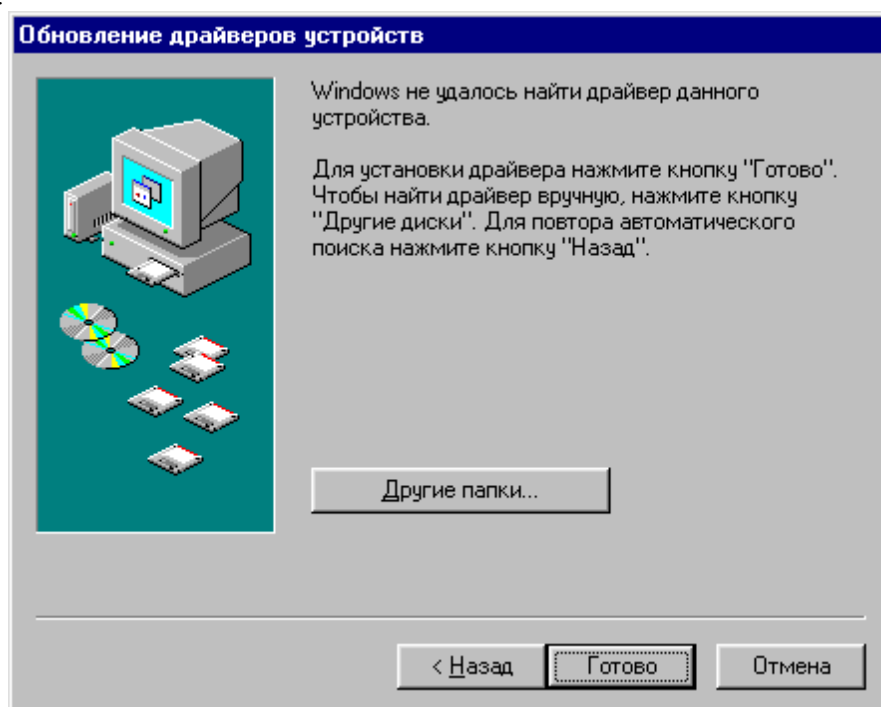 Обновление драйверов устройств
Windows не удалось найти драйвер данного
устройства.
Для установки драйвера нажмите кнопку "Готово".
Чтобы найти драйвер вручную, нажмите кнопку
"Другие диски". Для повтора автоматического
поиска нажмите кнопку "Назад".
Другие папки...
< Назад
Готово
Отмена